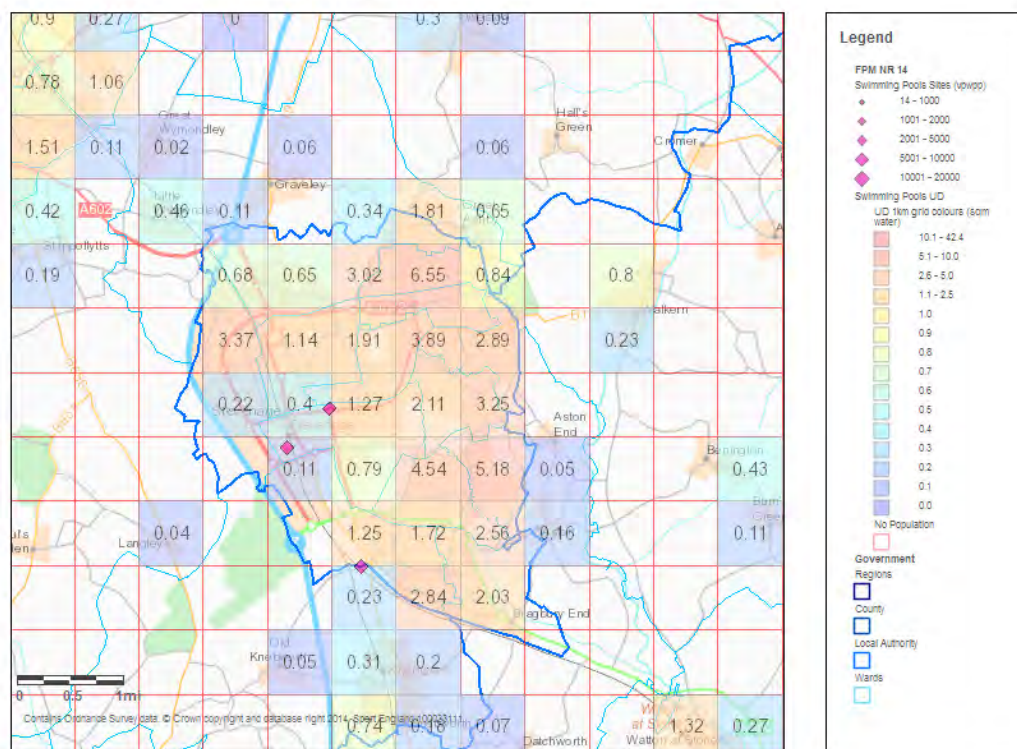 0.9 0.27 0 0.3 0.09
0.78 1.06
Hall's
Green
Great
Wymondley
Cromer
1.51 0.11 0.02 0.06 0.06
Graveley
0.42 A602 0.46 0.11 0.34 1.81 0.65
0.19 0.68 0.65 3.02 6.55 0.84 0.8
3.37 1.14 1.91 3.89 2.89 0.23
0.22 0.4 1.27 2.11 3.25
Aston
End
0.11 0.79 4.54 5.18 0.05 0.43
0.04 1.25 1.72 2.56 0.16 0.11
Langley
0.23 2.84 2.03
Bragbury End
Old
0.05 0.31 0.2
0 0.5 1mi
Contains Ordnance Survey data © Crown copyright and database right 2014. Sport England 100033111
0.74 0.18 0.07 1.32 0.27
Datchworth
Legend
FPM NR 14
Swimming Pools Sites (vpwpp)
14 - 1000
1001 - 2000
2001 - 5000
5001 - 10000
10001 - 20000
Swimming Pools UD
UD 1km grid colours (sqm
water)
10.1 - 42.4
5.1 - 10.0
2.6 - 5.0
1.1 - 2.5
1.0
0.9
0.8
0.7
0.6
0.5
0.4
0.3
0.2
0.1
0.0
No Population
Government
Regions
County
Local Authority
Wards